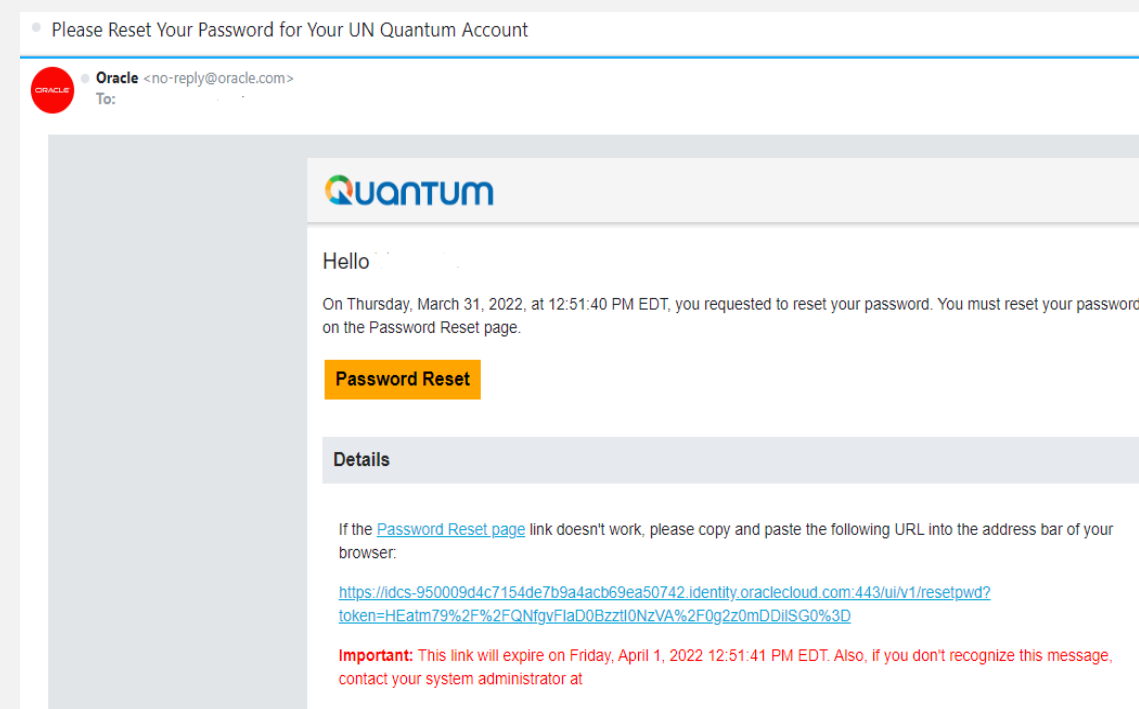 Please Reset Your Password for Your UN Quantum Account
ORACLE
Oracle <no-reply@oracle.com>
To:
Quantum
Hello
On Thursday, March 31, 2022, at 12:51:40 PM EDT, you requested to reset your password. You must reset your password
on the Password Reset page.
Password Reset
Details
If the Password Reset page link doesn't work, please copy and paste the following URL into the address bar of your
browser:
https://idcs-950009d4c7154de7b9a4acb69ea50742.identity.oraclecloud.com:443/ui/v1/resetpwd?
token=HEatm79%2F%2FQNfgvFIaD0BzztI0NzVA%2F0g2z0mDDiISG0%3D
Important: This link will expire on Friday, April 1, 2022 12:51:41 PM EDT. Also, if you don't recognize this message,
contact your system administrator at